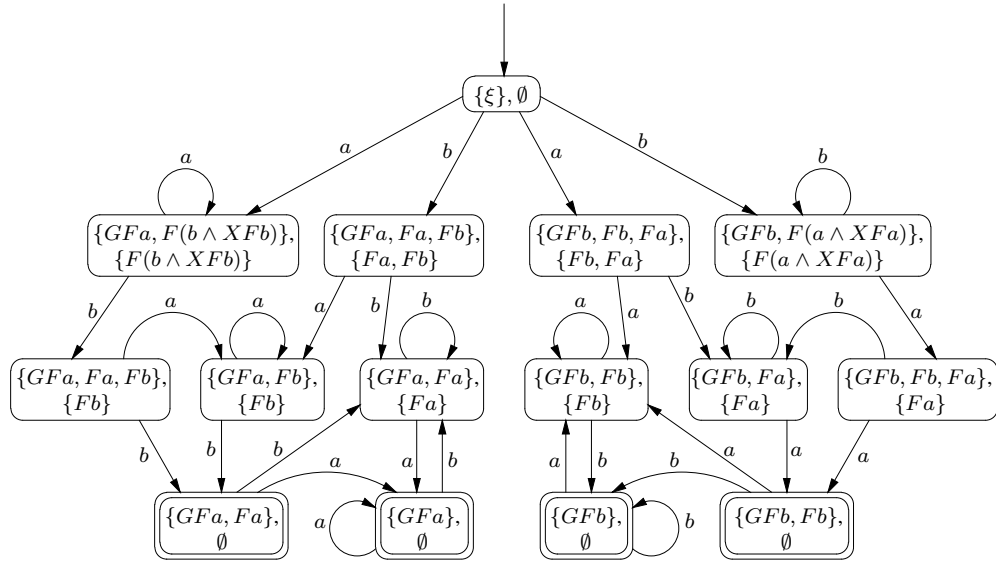 {ξ}, ∅
a
b
a
b
a
b
{GFa, F(b ∧ XFb)},
{F(b ∧ XFb)}
{GFa, Fa, Fb},
{Fa, Fb}
{GFb, Fb, Fa},
{Fb, Fa}
{GFb, F(a ∧ XFa)},
{F(a ∧ XFa)}
b
a
a
a
b
b
b
a
b
b
b
a
{GFa, Fa, Fb},
{Fb}
{GFa, Fb},
{Fb}
{GFa, Fa},
{Fa}
{GFb, Fb},
{Fb}
{GFb, Fa},
{Fa}
{GFb, Fb, Fa},
{Fa}
b
b
b
a
a
b
a
b
b
a
a
a
{GFa, Fa},
∅
a
{GFa},
∅
{GFb},
∅
b
{GFb, Fb},
∅